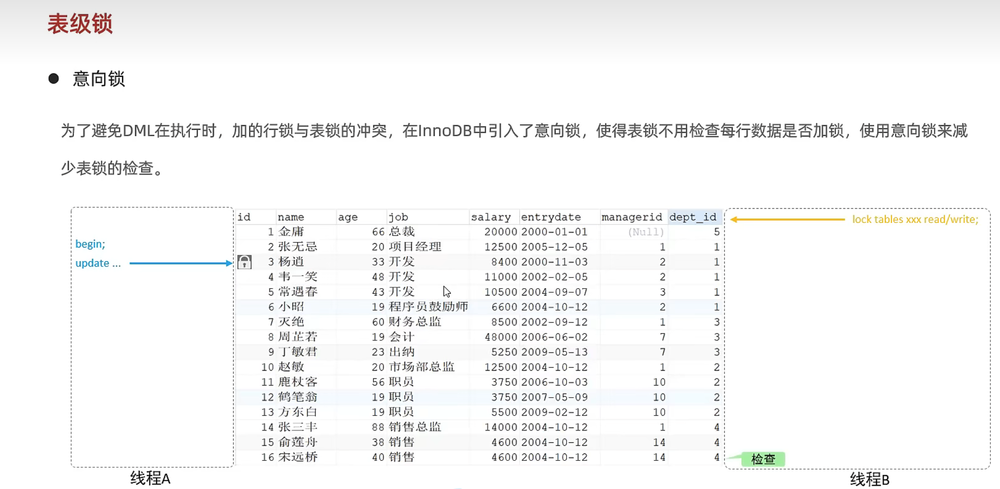 表级锁
意向锁
为了避免DML在执行时，加的行锁与表锁的冲突，在InnoDB中引入了意向锁，使得表锁不用检查每行数据是否加锁，使用意向锁来减
少表锁的检查。
begin;
update ...
id name age job salary entrydate managerid dept_id
1 金庸 66 总裁 20000 2000-01-01 (Null) 5
2 张无忌 20 项目经理 12500 2005-12-05 1 1
3 杨逍 33 开发 8400 2000-11-03 2 1
4 韦一笑 48 开发 11000 2002-02-05 2 1
5 常遇春 43 开发 10500 2004-09-07 3 1
6 小昭 19 程序员鼓励师 6600 2004-10-12 2 1
7 灭绝 60 财务总监 8500 2002-09-12 1 3
8 周芷若 19 会计 48000 2006-06-02 7 3
9 丁敏君 23 出纳 5250 2009-05-13 7 3
10 赵敏 20 市场部总监 12500 2004-10-12 1 2
11 鹿杖客 56 职员 3750 2006-10-03 10 2
12 鹤笔翁 19 职员 3750 2007-05-09 10 2
13 方东白 19 职员 5500 2009-02-12 10 2
14 张三丰 88 销售总监 14000 2004-10-12 1 4
15 俞莲舟 38 销售 4600 2004-10-12 14 4
16 宋远桥 40 销售 4600 2004-10-12 14 4
lock tables xxx read/write;
检查
线程A
线程B